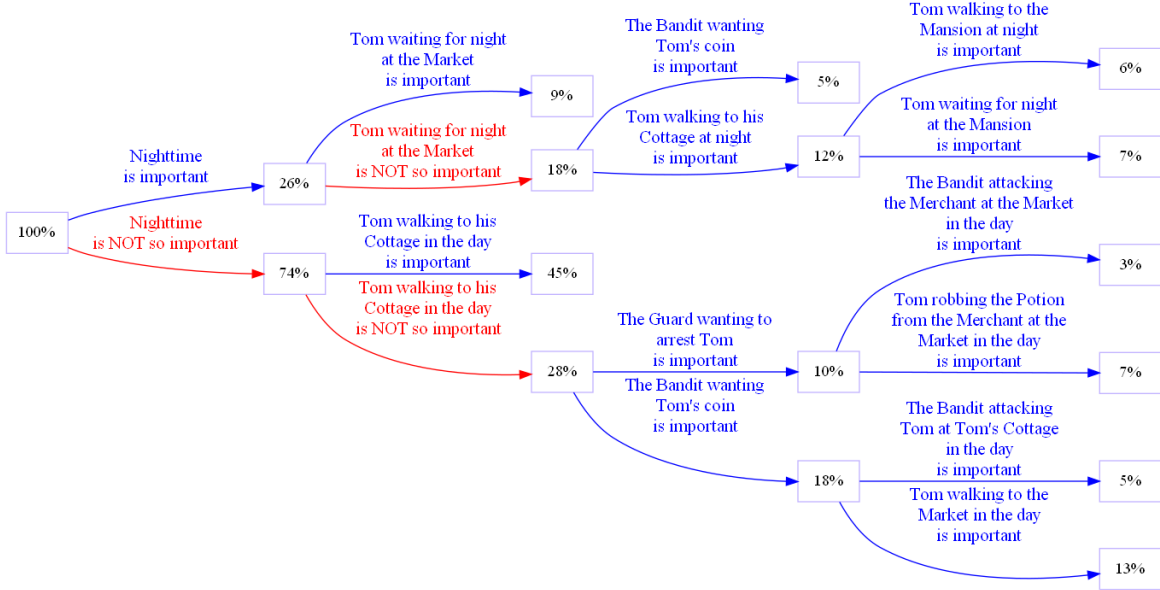 100%
Nighttime
is important
Nighttime
is NOT so important
26%
74%
Tom waiting for night
at the Market
is important
Tom waiting for night
at the Market
is NOT so important
Tom walking to his
Cottage in the day
is important
Tom walking to his
Cottage in the day
is NOT so important
9%
18%
45%
28%
The Bandit wanting
Tom's coin
is important
Tom walking to his
Cottage at night
is important
The Guard wanting to
arrest Tom
is important
The Bandit wanting
Tom's coin
is important
5%
12%
10%
18%
Tom walking to the
Mansion at night
is important
Tom waiting for night
at the Mansion
is important
The Bandit attacking
the Merchant at the Market
in the day
is important
Tom robbing the Potion
from the Merchant at the
Market in the day
is important
The Bandit attacking
Tom at Tom's Cottage
in the day
is important
Tom walking to the
Market in the day
is important
6%
7%
3%
7%
5%
13%